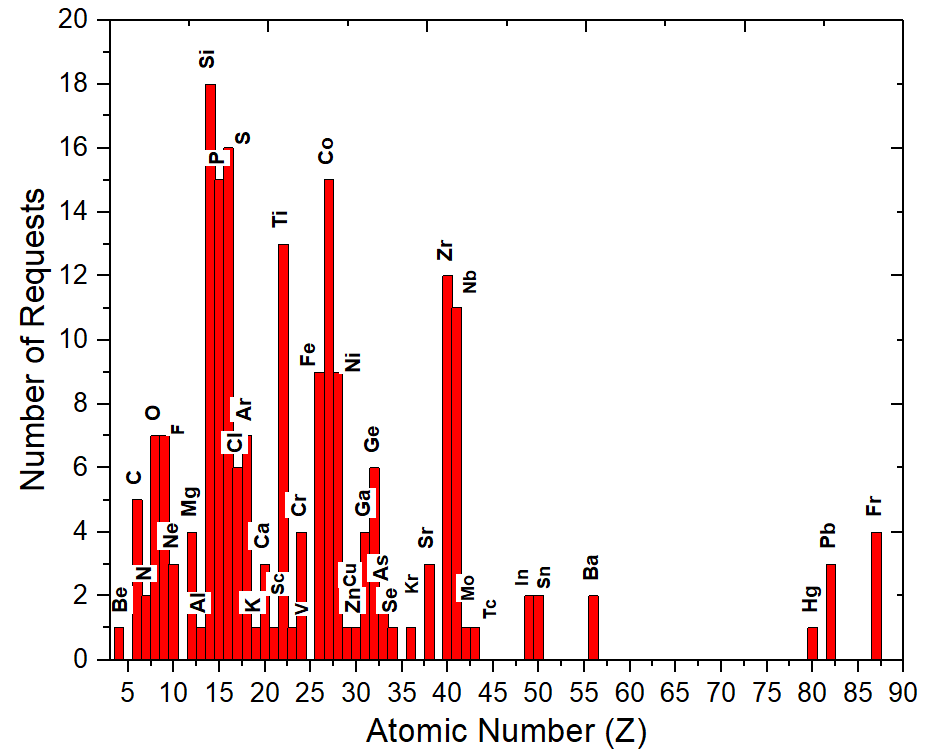 Number of Requests
20
18
16
14
12
10
8
6
4
2
0
Be
C
N
O
F
Ne
Mg
Al
Si
P
S
Cl
Ar
K
Ca
Sc
Ti
V
Cr
Fe
Co
Ni
Cu
Zn
Ga
Ge
As
Se
Kr
Sr
Zr
Nb
Mo
Tc
In
Sn
Ba
Hg
Pb
Fr
5 10 15 20 25 30 35 40 45 50 55 60 65 70 75 80 85 90
Atomic Number (Z)